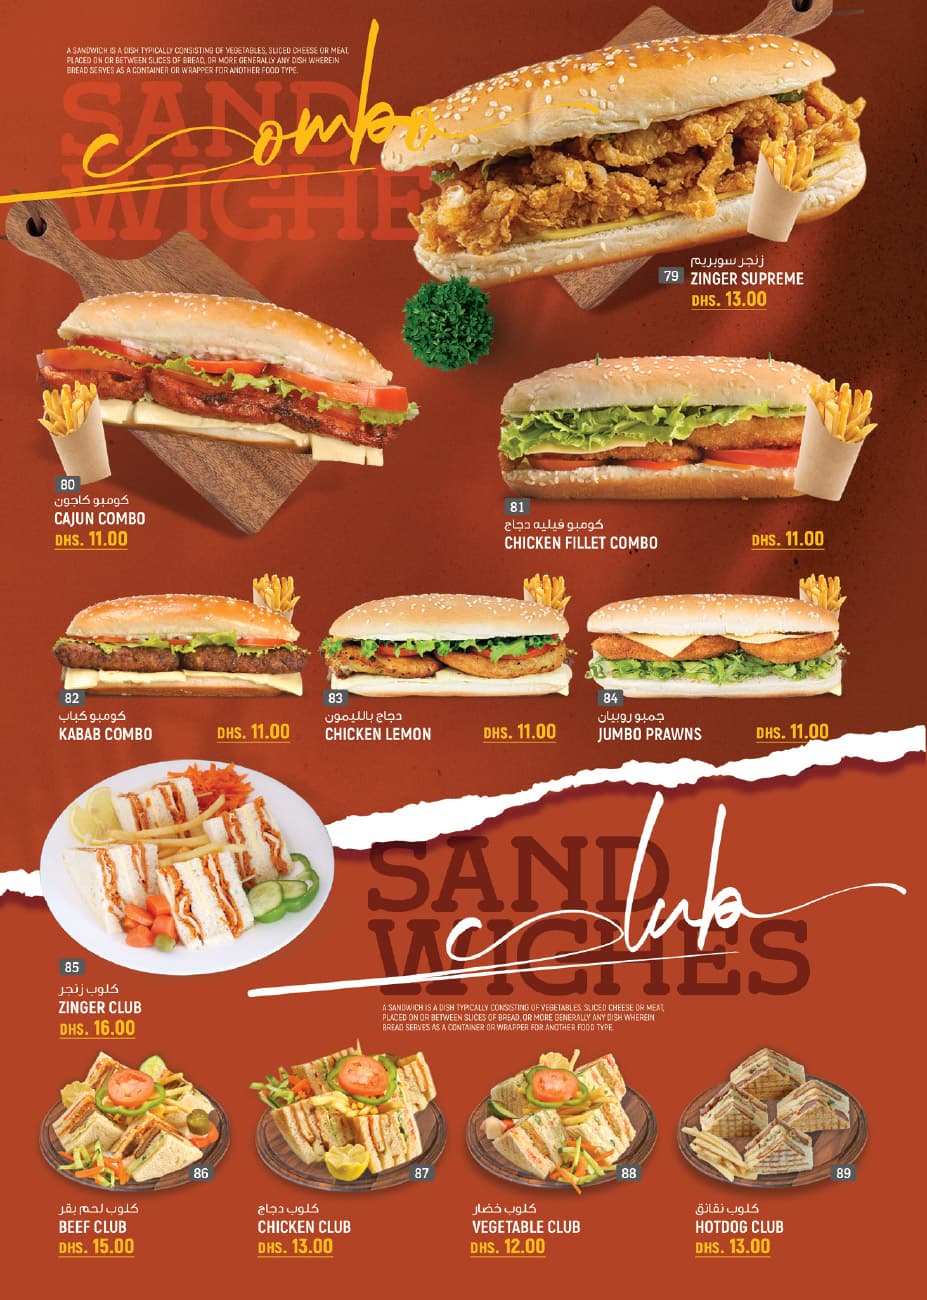 A SANDWICH IS A DISH TYPICALLY CONSISTING OF VEGETABLES, SLICED CHEESE OR MEAT,
PLACED ON OR BETWEEN SLICES OF BREAD, OR MORE GENERALLY ANY DISH WHEREIN
BREAD SERVES AS A CONTAINER OR WRAPPER FOR ANOTHER FOOD TYPE.
SAND
Combo
WICHE
زنجر سوبريم
79 ZINGER SUPREME
DHS. 13.00
80
كومبو كاجون
CAJUN COMBO
DHS. 11.00
81
كومبو فيليه دجاج
CHICKEN FILLET COMBO DHS. 11.00
82
كومبو كباب
KABAB COMBO DHS. 11.00
83
دجاج بالليمون
CHICKEN LEMON DHS. 11.00
84
جمبو روبيان
JUMBO PRAWNS DHS. 11.00
SAND
Club
WICHES
A SANDWICH IS A DISH TYPICALLY CONSISTING OF VEGETABLES, SLICED CHEESE OR MEAT,
PLACED ON OR BETWEEN SLICES OF BREAD, OR MORE GENERALLY ANY DISH WHEREIN
BREAD SERVES AS A CONTAINER OR WRAPPER FOR ANOTHER FOOD TYPE.
85
كلوب زنجر
ZINGER CLUB
DHS. 16.00
86
كلوب لحم بقر
BEEF CLUB
DHS. 15.00
87
كلوب دجاج
CHICKEN CLUB
DHS. 13.00
88
كلوب خضار
VEGETABLE CLUB
DHS. 12.00
89
كلوب نقانق
HOTDOG CLUB
DHS. 13.00